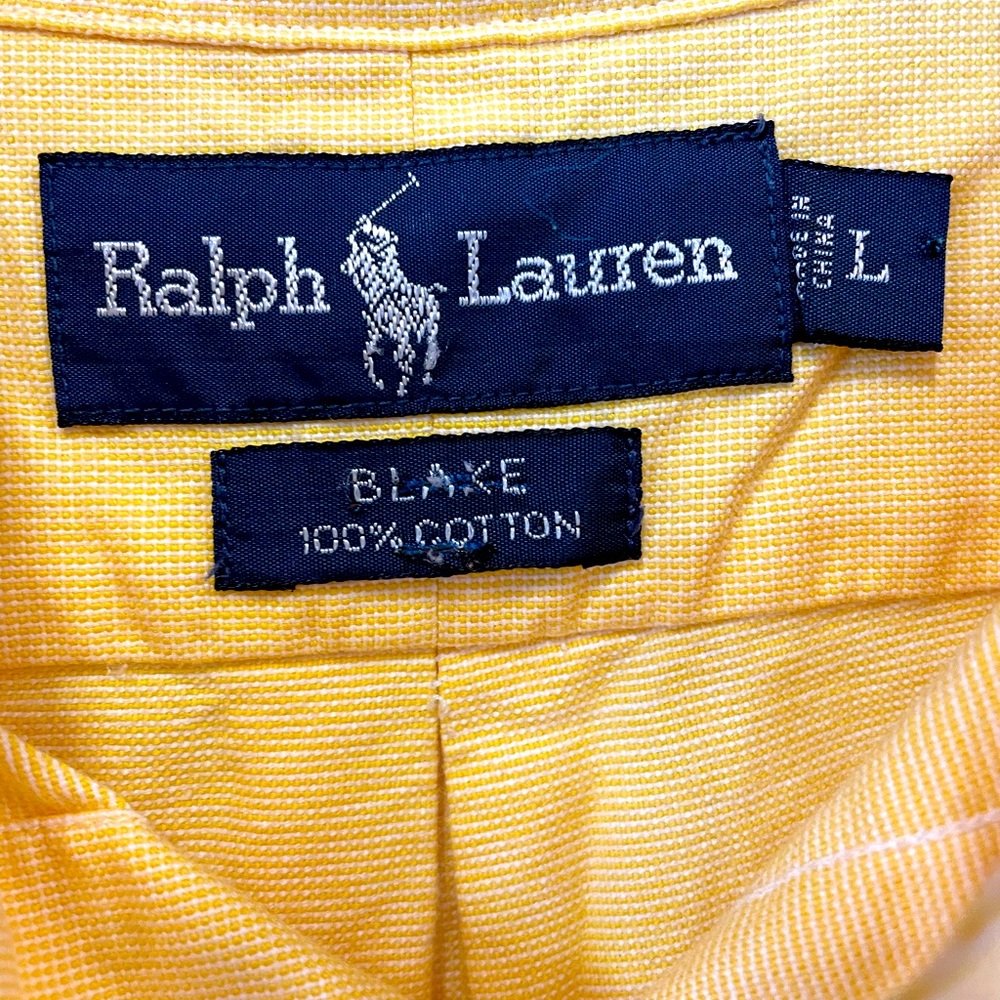 Ralph Lauren
MADE IN
CHINA
L
BLAKE
100% COTTON